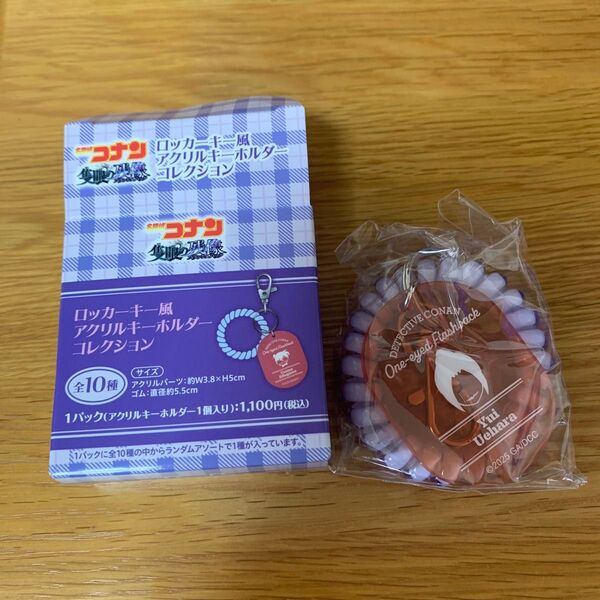 名探偵コナン
隻眼の残像
ロッカーキー風
アクリルキーホルダー
コレクション
名探偵コナン
隻眼の残像
ロッカーキー風
アクリルキーホルダー
コレクション
全10種
サイズ
アクリルパーツ：約W3.8×H5cm
ゴム：直径約5.5cm
1パック(アクリルキーホルダー1個入り)：1,100円(税込)
1パックに全10種の中からランダムアソートで1種が入っています。
DETECTIVE CONAN
One-eyed Flashback
Yui
Uehara
©2025 GA/DCC